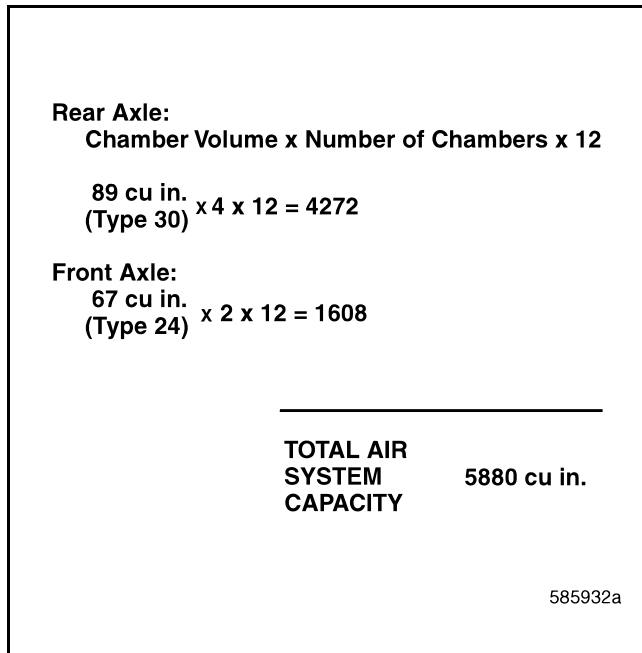 Rear Axle:
Chamber Volume x Number of Chambers x 12
89 cu in.
(Type 30) x 4 x 12 = 4272
Front Axle:
67 cu in.
(Type 24) x 2 x 12 = 1608
TOTAL AIR
SYSTEM 5880 cu in.
CAPACITY
585932a